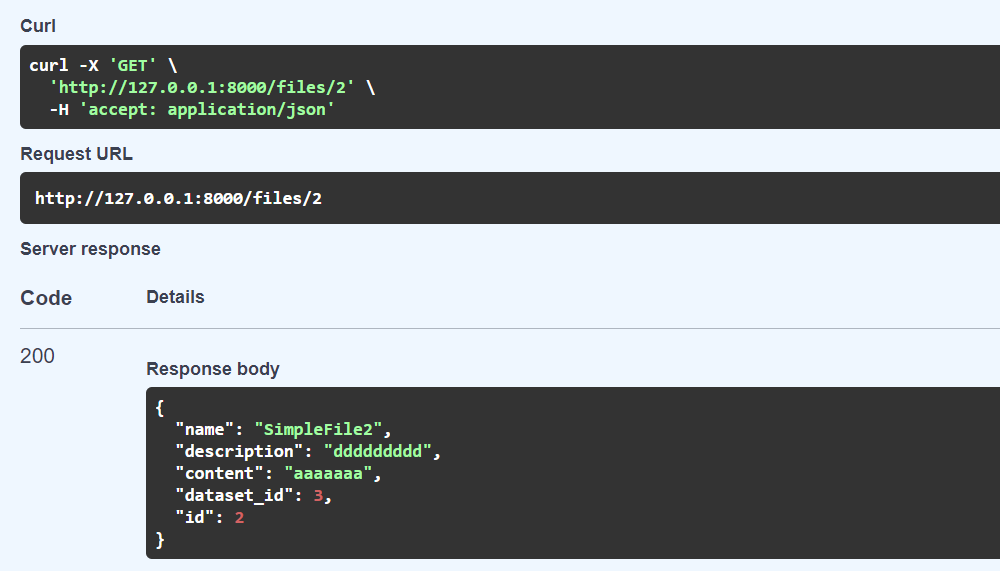 Curl
curl -X 'GET' \
'http://127.0.0.1:8000/files/2' \
-H 'accept: application/json'
Request URL
http://127.0.0.1:8000/files/2
Server response
Code Details
200
Response body
{
"name": "SimpleFile2",
"description": "ddddddddd",
"content": "aaaaaaa",
"dataset_id": 3,
"id": 2
}